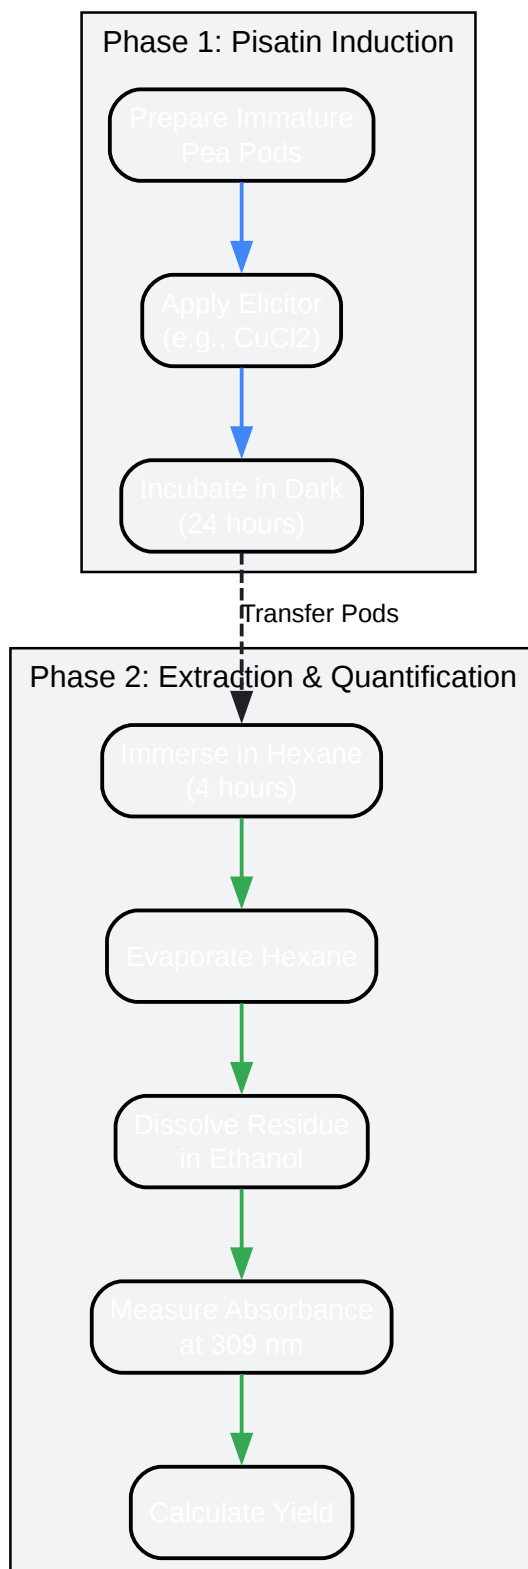 Phase 1: Pisatin Induction
Prepare Immature
Pea Pods
Apply Elicitor
(e.g., CuCl2)
Incubate in Dark
(24 hours)
Transfer Pods
Phase 2: Extraction & Quantification
Immerse in Hexane
(4 hours)
Evaporate Hexane
Dissolve Residue
in Ethanol
Measure Absorbance
at 309 nm
Calculate Yield